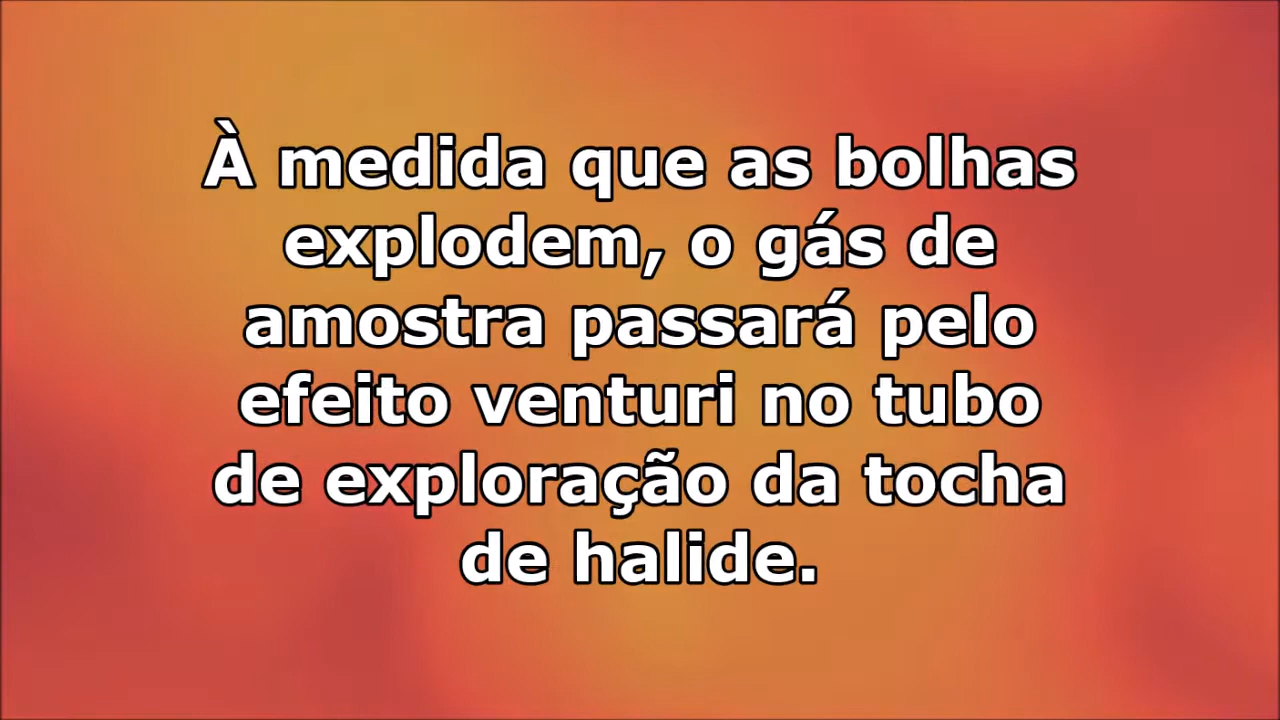 À medida que as bolhas
explodem, o gás de
amostra passará pelo
efeito venturi no tubo
de exploração da tocha
de halide.